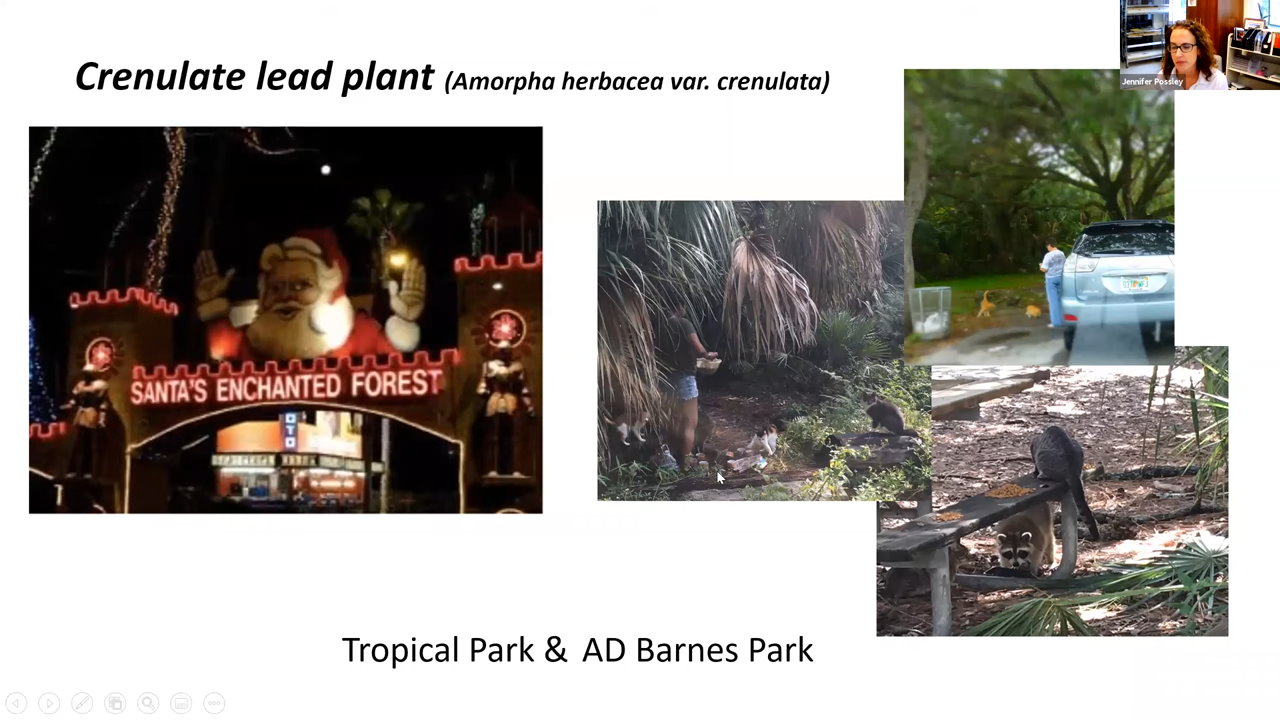 Crenulate lead plant (Amorpha herbacea var. crenulata)
Jennifer Possley
SANTA'S ENCHANTED FOREST
Tropical Park & AD Barnes Park